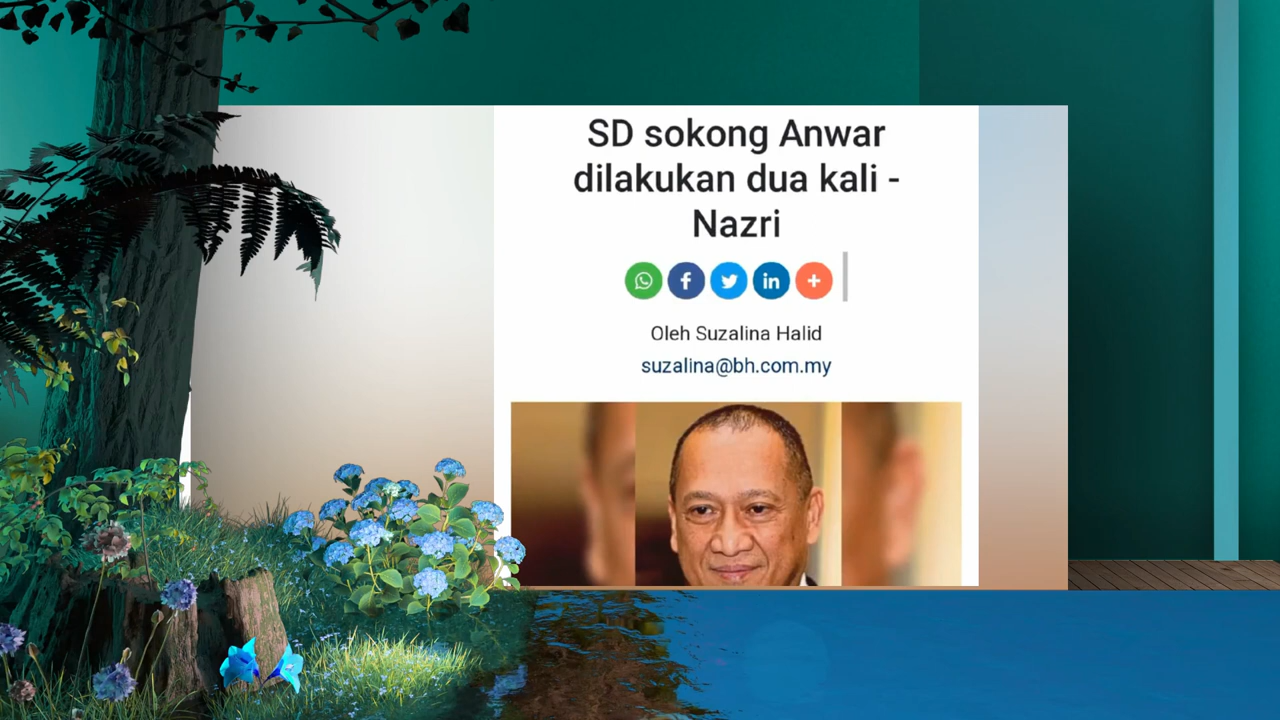 SD sokong Anwar
dilakukan dua kali -
Nazri
Oleh Suzalina Halid
suzalina@bh.com.my